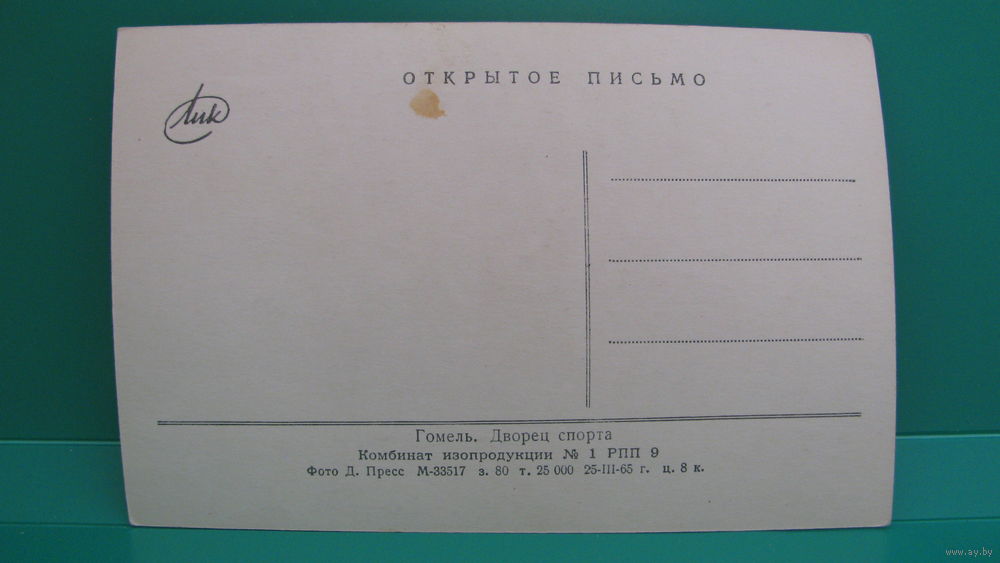 ОТКРЫТОЕ ПИСЬМО
Лик
Гомель. Дворец спорта
Комбинат изопродукции № 1 РПП 9
Фото Д. Пресс М-33517 з. 80 т. 25 000 25-III-65 г. ц. 8 к.
www.ay.by